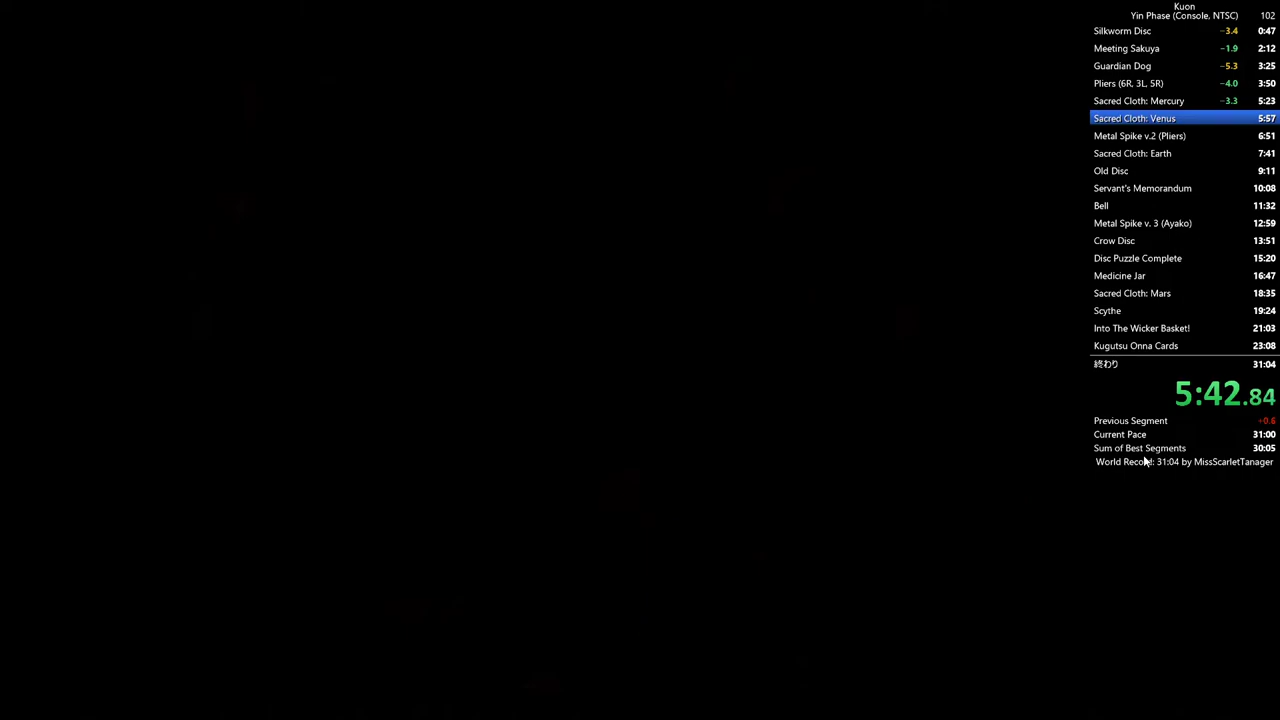 Kuon
Yin Phase (Console, NTSC) 102
Silkworm Disc −3.4 0:47
Meeting Sakuya −1.9 2:12
Guardian Dog −5.3 3:25
Pliers (6R, 3L, 5R) −4.0 3:50
Sacred Cloth: Mercury −3.3 5:23
Sacred Cloth: Venus 5:57
Metal Spike v.2 (Pliers) 6:51
Sacred Cloth: Earth 7:41
Old Disc 9:11
Servant's Memorandum 10:08
Bell 11:32
Metal Spike v. 3 (Ayako) 12:59
Crow Disc 13:51
Disc Puzzle Complete 15:20
Medicine Jar 16:47
Sacred Cloth: Mars 18:35
Scythe 19:24
Into The Wicker Basket! 21:03
Kugutsu Onna Cards 23:08
終わり 31:04
5:42.84
Previous Segment +0.6
Current Pace 31:00
Sum of Best Segments 30:05
World Record: 31:04 by MissScarletTanager